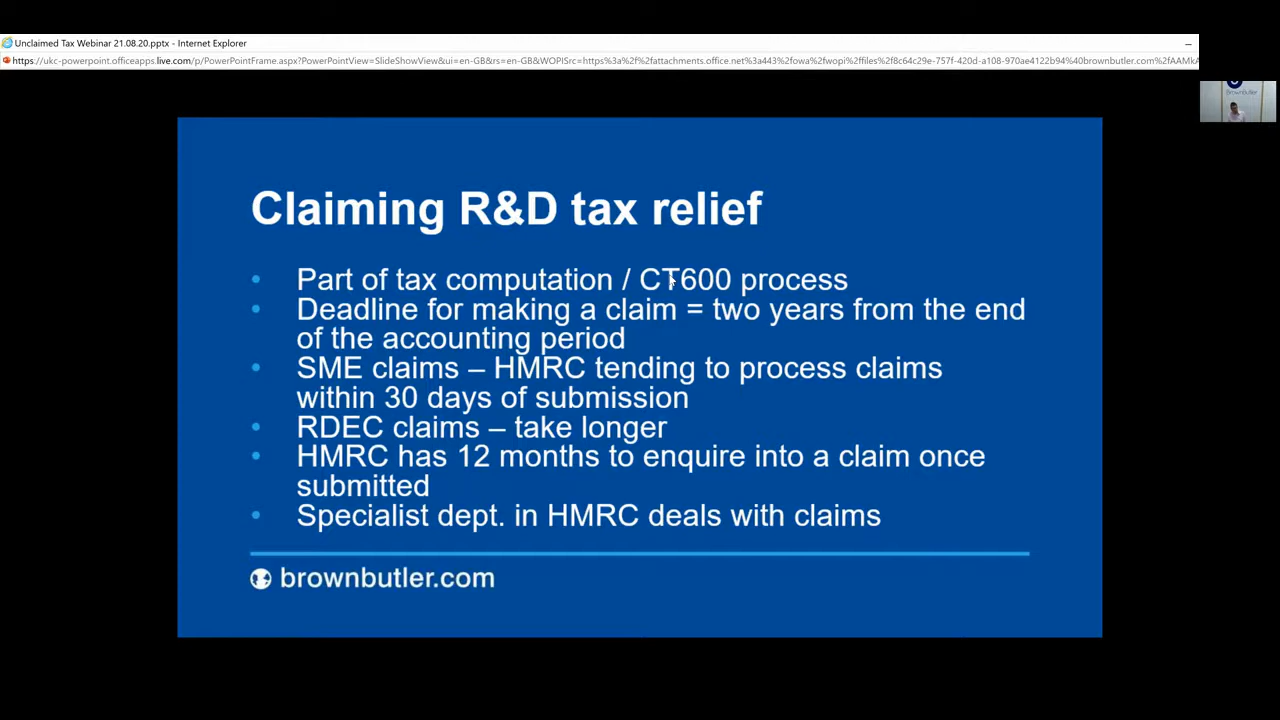 Unclaimed Tax Webinar 21.08.20.pptx - Internet Explorer
https://ukc-powerpoint.officeapps.live.com/p/PowerPointFrame.aspx?PowerPointView=SlideShowView&ui=en-GB&rs=en-GB&WOPISrc=https%3a%2f%2fattachments.office.net%3a443%2fowa%2fwopi%2ffiles%2f8c64c29e-757f-420d-a108-970ae4122b94%40brownbutler.com%2fAAMkA
Brownbutler
Claiming R&D tax relief
• Part of tax computation / CT600 process
• Deadline for making a claim = two years from the end
of the accounting period
• SME claims – HMRC tending to process claims
within 30 days of submission
• RDEC claims – take longer
• HMRC has 12 months to enquire into a claim once
submitted
• Specialist dept. in HMRC deals with claims
brownbutler.com